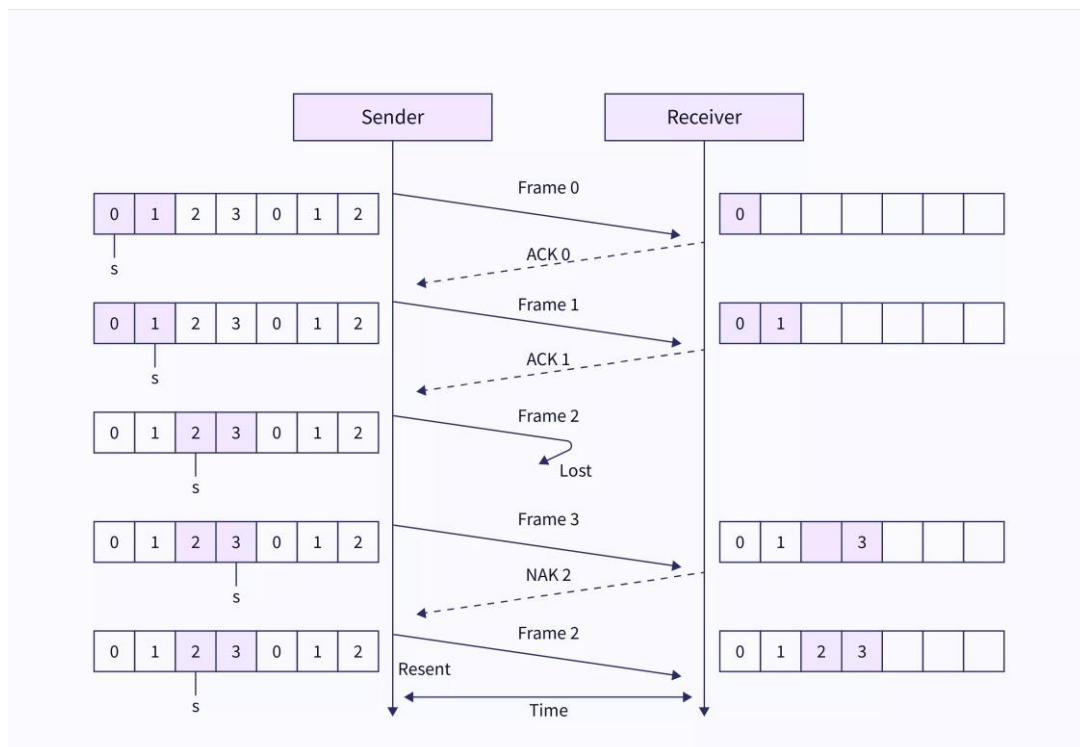 Sender
Receiver
Frame 0
0 1 2 3 0 1 2
0
s
ACK 0
Frame 1
0 1 2 3 0 1 2
0 1
s
ACK 1
Frame 2
0 1 2 3 0 1 2
s
Lost
Frame 3
0 1 2 3 0 1 2
0 1 3
s
NAK 2
Frame 2
0 1 2 3 0 1 2
0 1 2 3
Resent
s
Time